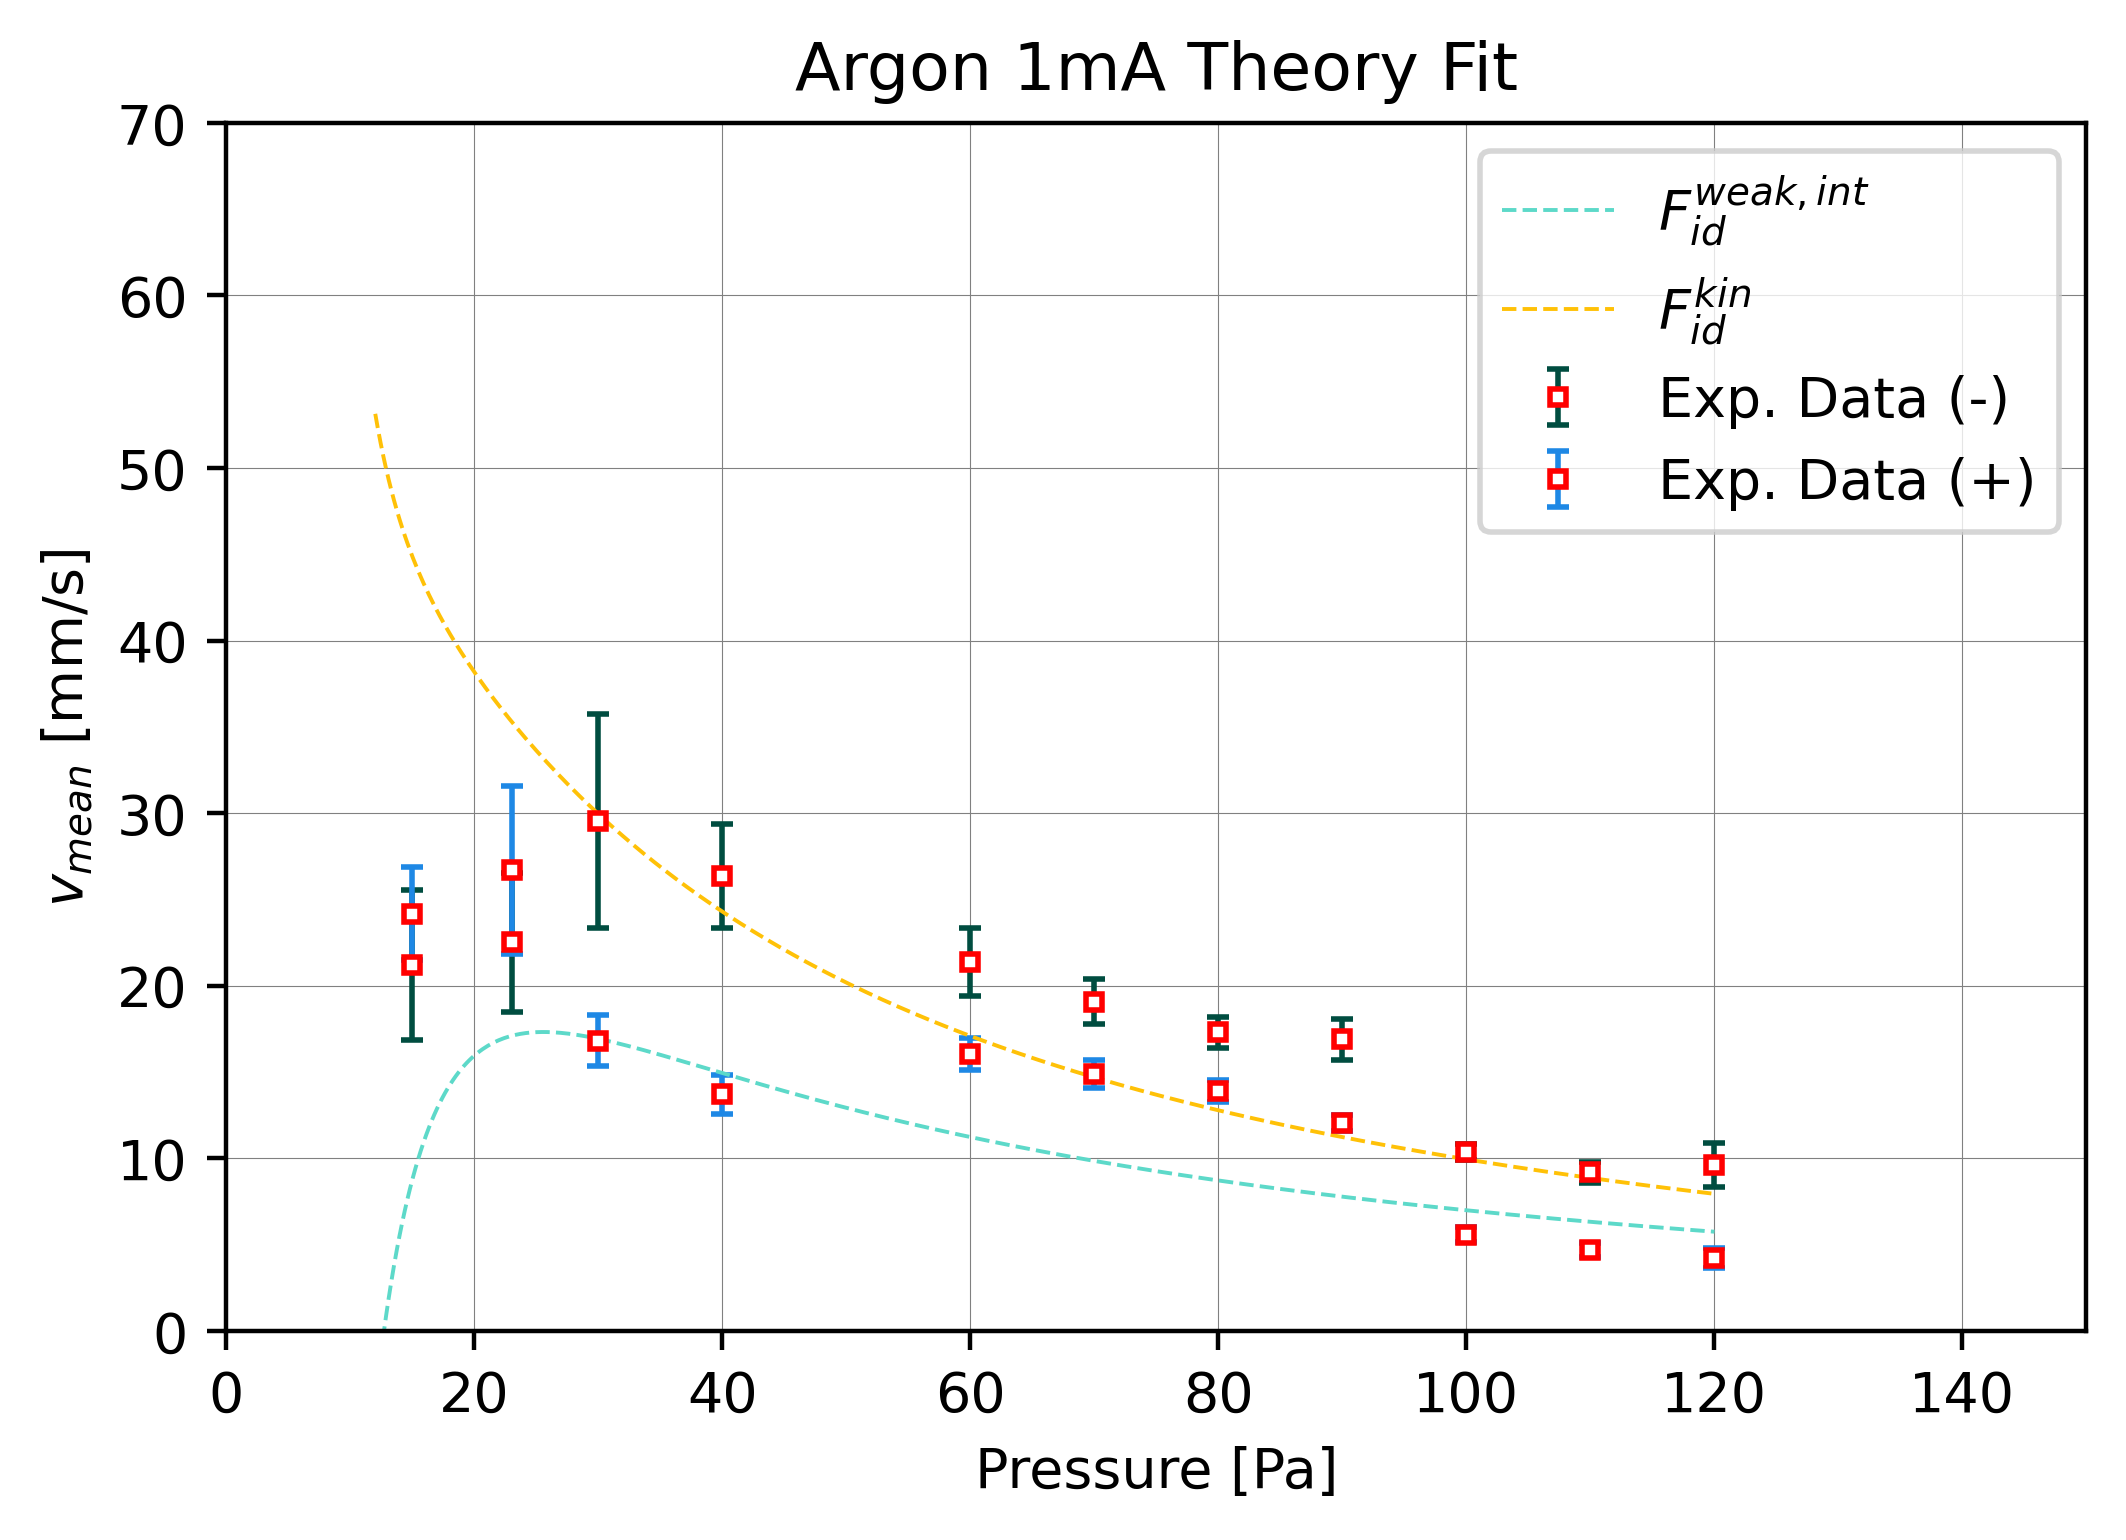 Argon 1mA Theory Fit
70
60
50
40
30
20
10
0
v_mean [mm/s]
0 20 40 60 80 100 120 140
Pressure [Pa]
F_id^weak, int
F_id^kin
Exp. Data (-)
Exp. Data (+)